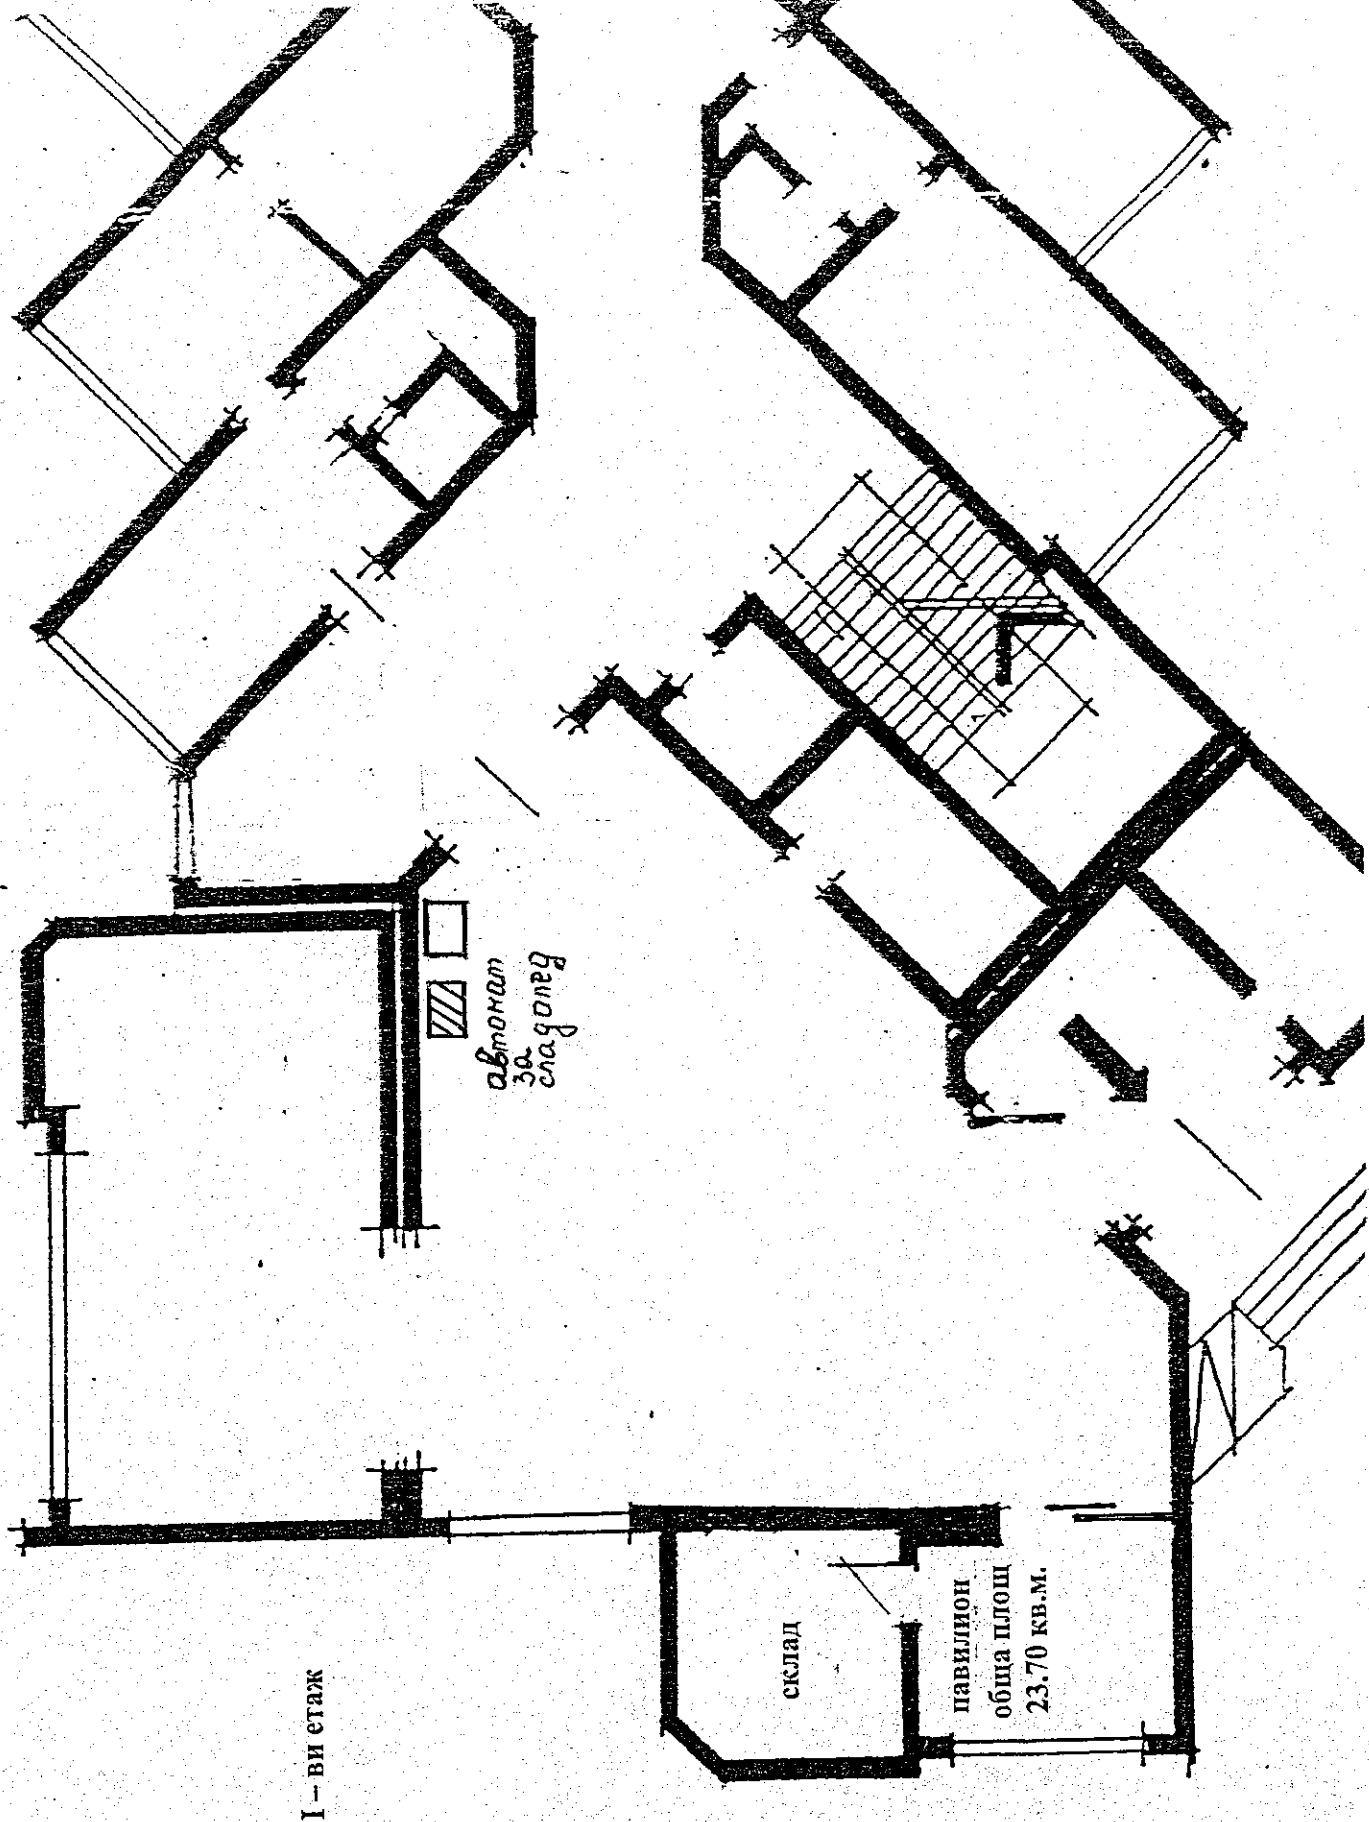 I – ви етаж
автомат
за
сладолед
склад
павилион
обща площ
23.70 кв.м.